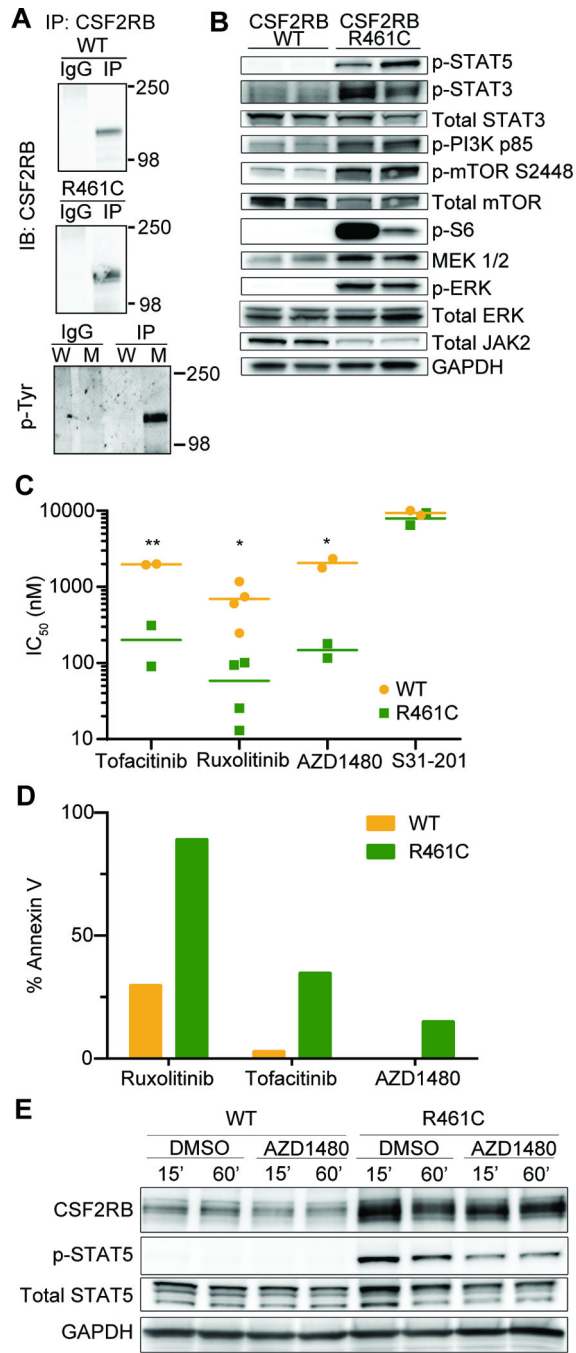 A
IP: CSF2RB
WT
IgG IP
250
98
IB: CSF2RB
R461C
IgG IP
250
98
IgG IP
W M W M
p-Tyr
250
98
B
CSF2RB CSF2RB
WT R461C
p-STAT5
p-STAT3
Total STAT3
p-PI3K p85
p-mTOR S2448
Total mTOR
p-S6
MEK 1/2
p-ERK
Total ERK
Total JAK2
GAPDH
C
IC50 (nM)
10000
1000
100
10
** * *
WT
R461C
Tofacitinib Ruxolitinib AZD1480 S31-201
D
% Annexin V
100
50
0
WT
R461C
Ruxolitinib Tofacitinib AZD1480
E
WT R461C
DMSO AZD1480 DMSO AZD1480
15’ 60’ 15’ 60’ 15’ 60’ 15’ 60’
CSF2RB
p-STAT5
Total STAT5
GAPDH